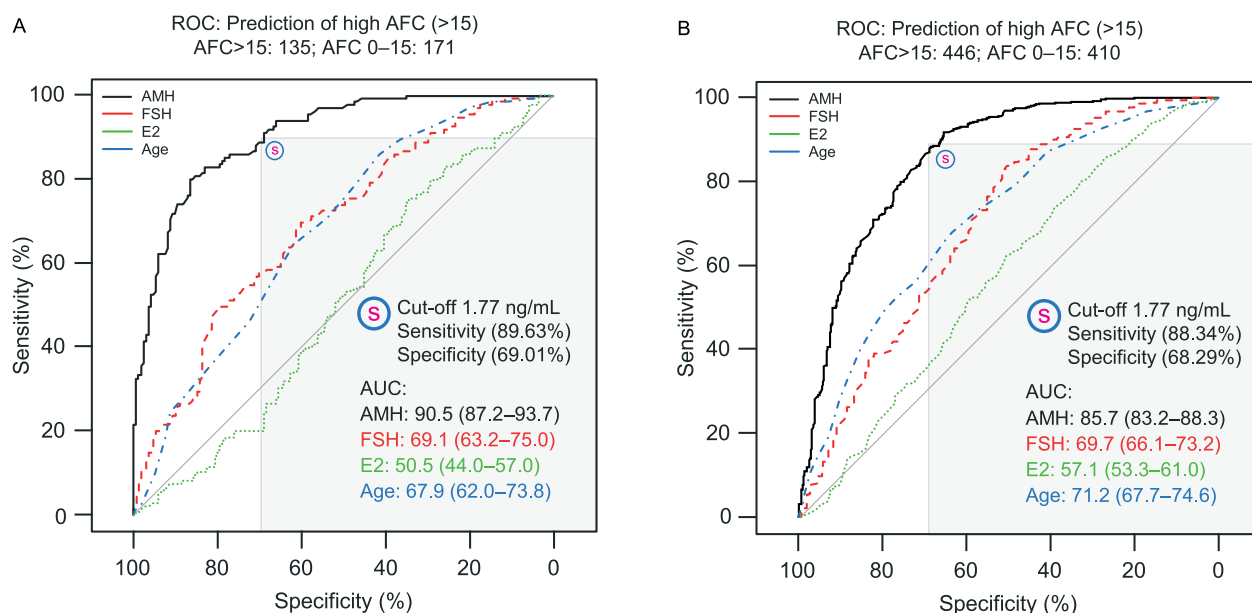 A
ROC: Prediction of high AFC (>15)
AFC>15: 135; AFC 0–15: 171
AMH
FSH
E2
Age
S
S
Cut-off 1.77 ng/mL
Sensitivity (89.63%)
Specificity (69.01%)
AUC:
AMH: 90.5 (87.2–93.7)
FSH: 69.1 (63.2–75.0)
E2: 50.5 (44.0–57.0)
Age: 67.9 (62.0–73.8)
Sensitivity (%)
100
80
60
40
20
0
100 80 60 40 20 0
Specificity (%)
B
ROC: Prediction of high AFC (>15)
AFC>15: 446; AFC 0–15: 410
AMH
FSH
E2
Age
S
S
Cut-off 1.77 ng/mL
Sensitivity (88.34%)
Specificity (68.29%)
AUC:
AMH: 85.7 (83.2–88.3)
FSH: 69.7 (66.1–73.2)
E2: 57.1 (53.3–61.0)
Age: 71.2 (67.7–74.6)
Sensitivity (%)
100
80
60
40
20
0
100 80 60 40 20 0
Specificity (%)